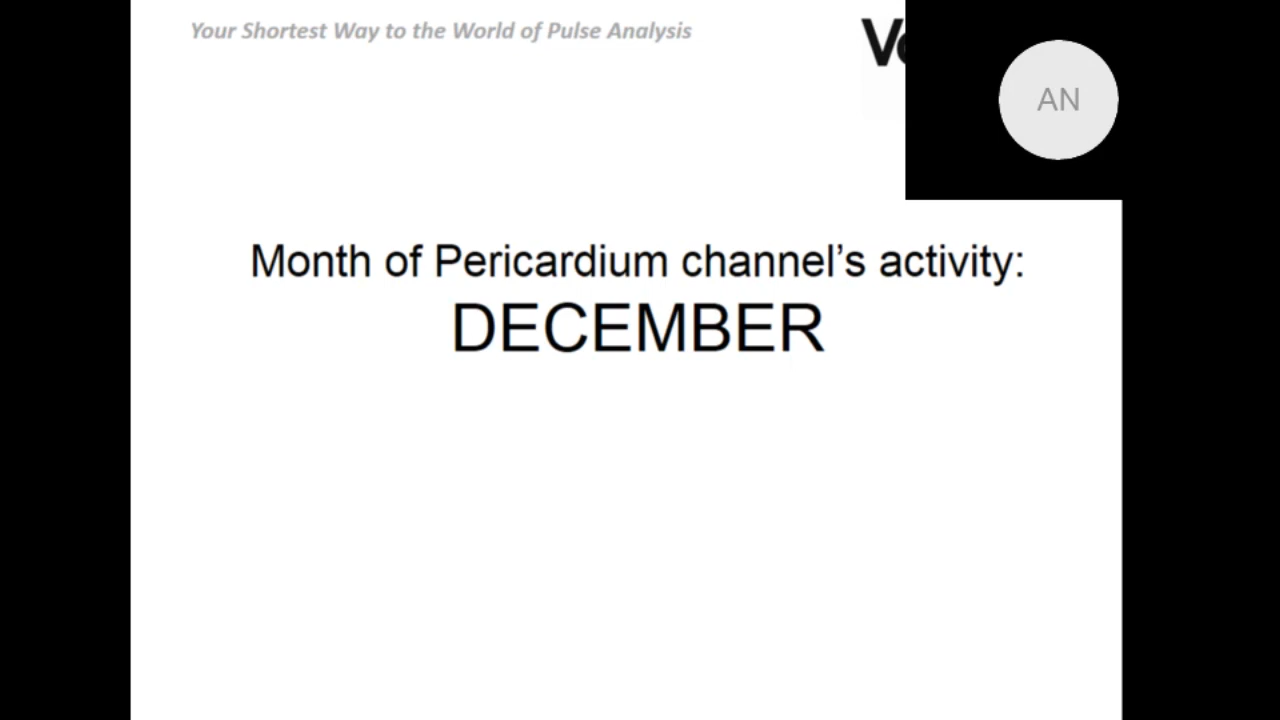 Your Shortest Way to the World of Pulse Analysis
AN
Month of Pericardium channel's activity:
DECEMBER